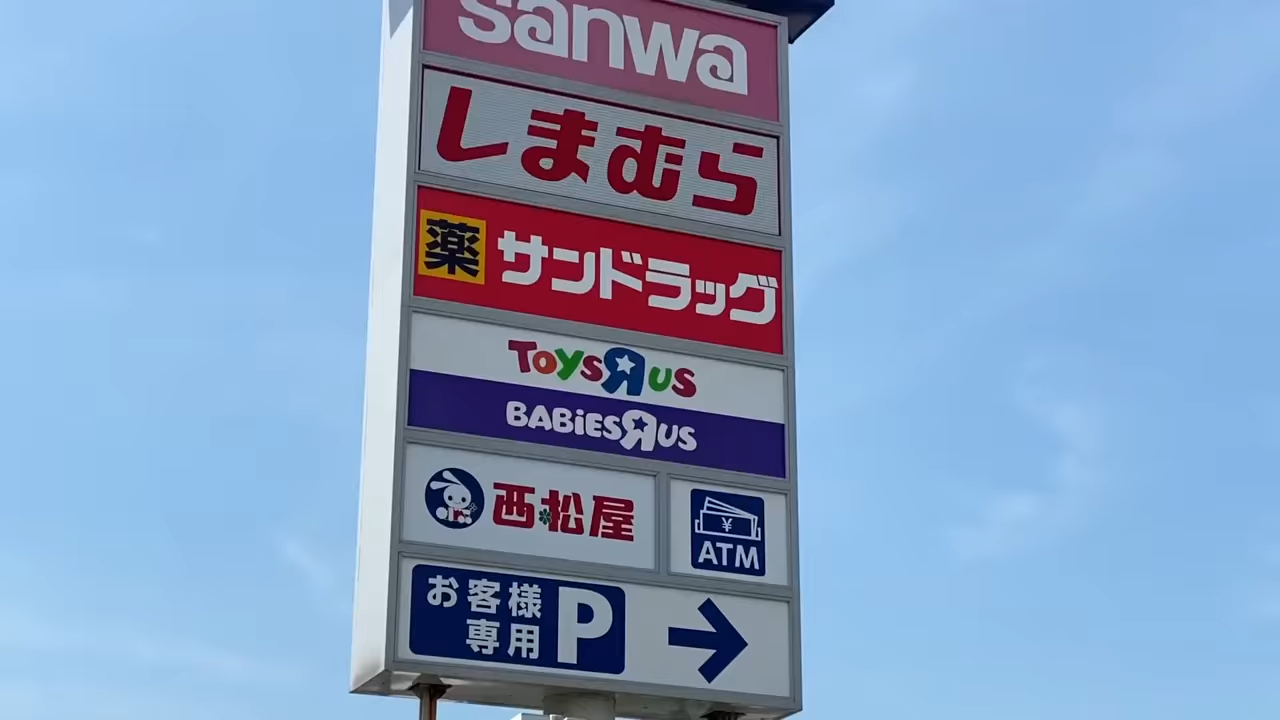 sanwa
しまむら
薬 サンドラッグ
TOYSRUS
BABIESRUS
西松屋
¥
ATM
お客様
専用
P